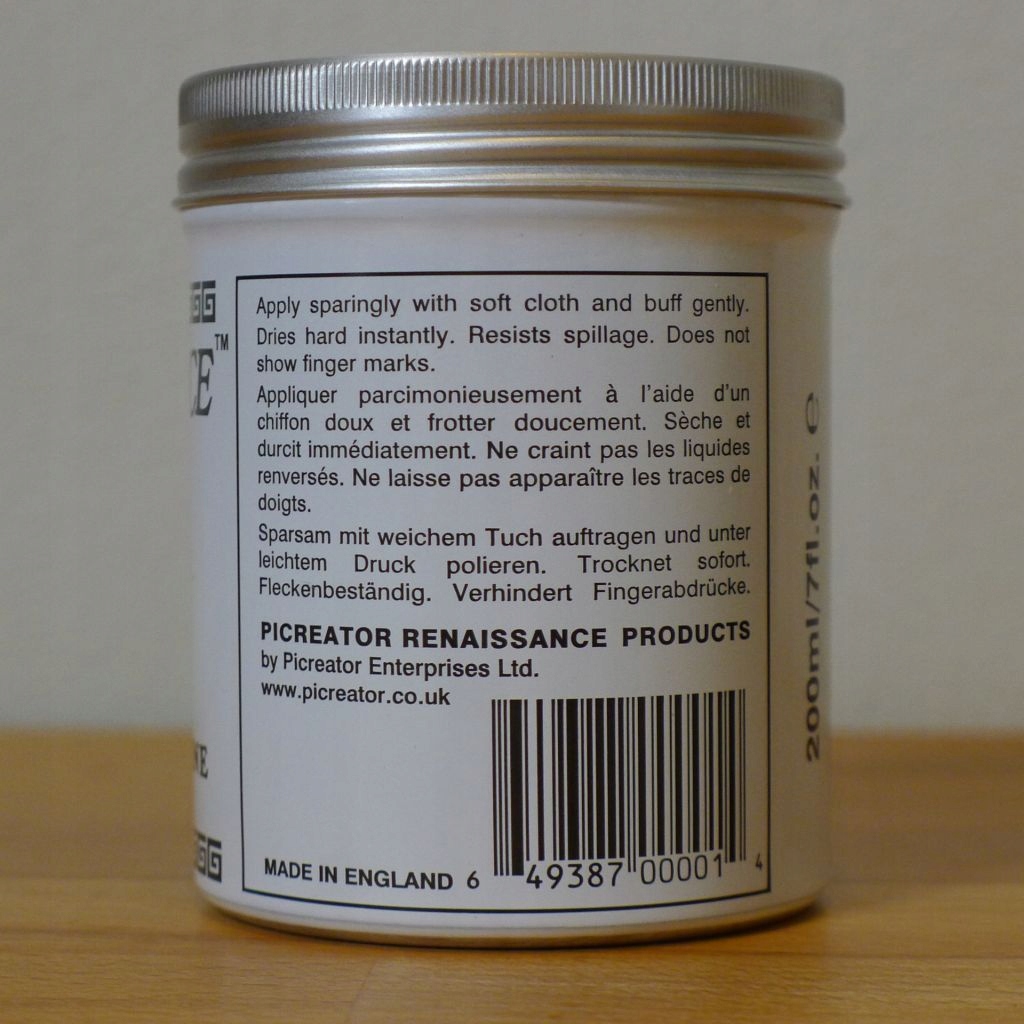 Apply sparingly with soft cloth and buff gently.
Dries hard instantly. Resists spillage. Does not
show finger marks.
Appliquer parcimonieusement à l'aide d'un
chiffon doux et frotter doucement. Sèche et
durcit immédiatement. Ne craint pas les liquides
renversés. Ne laisse pas apparaître les traces de
doigts.
Sparsam mit weichem Tuch auftragen und unter
leichtem Druck polieren. Trocknet sofort.
Fleckenbeständig. Verhindert Fingerabdrücke.
PICREATOR RENAISSANCE PRODUCTS
by Picreator Enterprises Ltd.
www.picreator.co.uk
MADE IN ENGLAND 6 49387 00001 4
200ml/7fl.oz. e